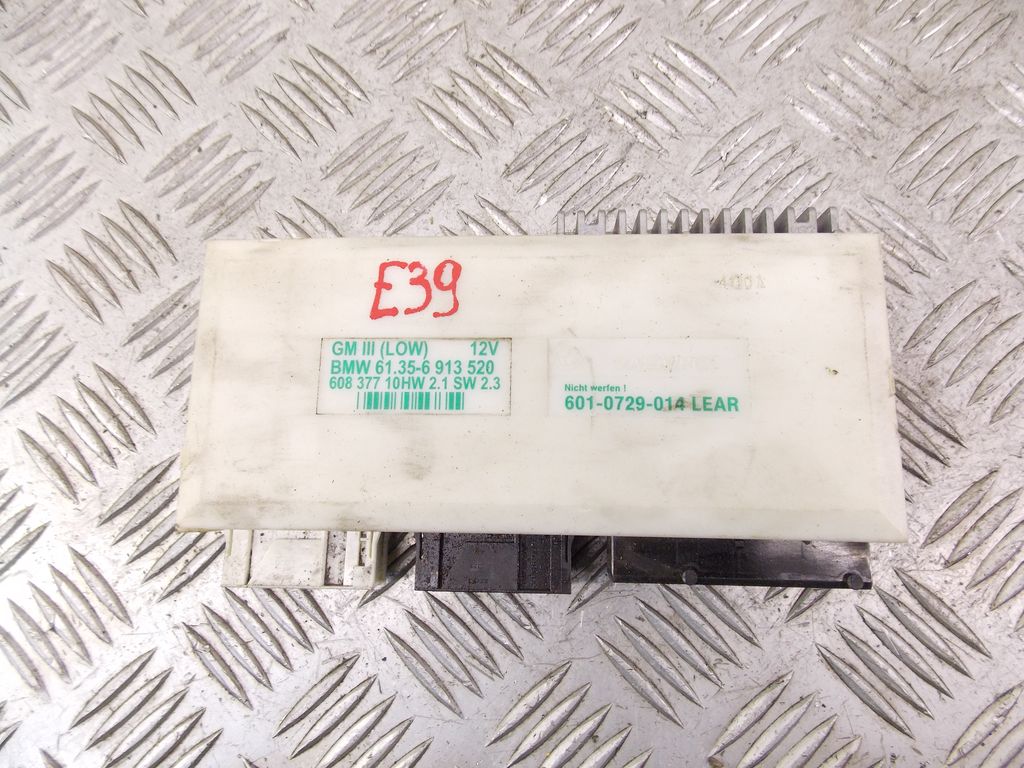 E39
GM III (LOW) 12V
BMW 61.35-6 913 520
608 377 10HW 2.1 SW 2.3
Nicht werfen !
601-0729-014 LEAR